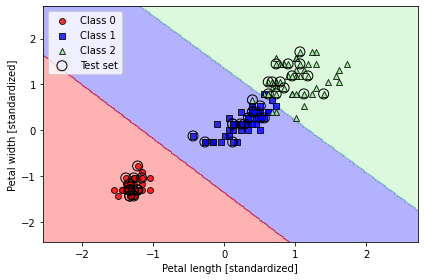 Class 0
Class 1
Class 2
Test set
Petal width [standardized]
2
1
0
−1
−2
−2
−1
0
1
2
Petal length [standardized]